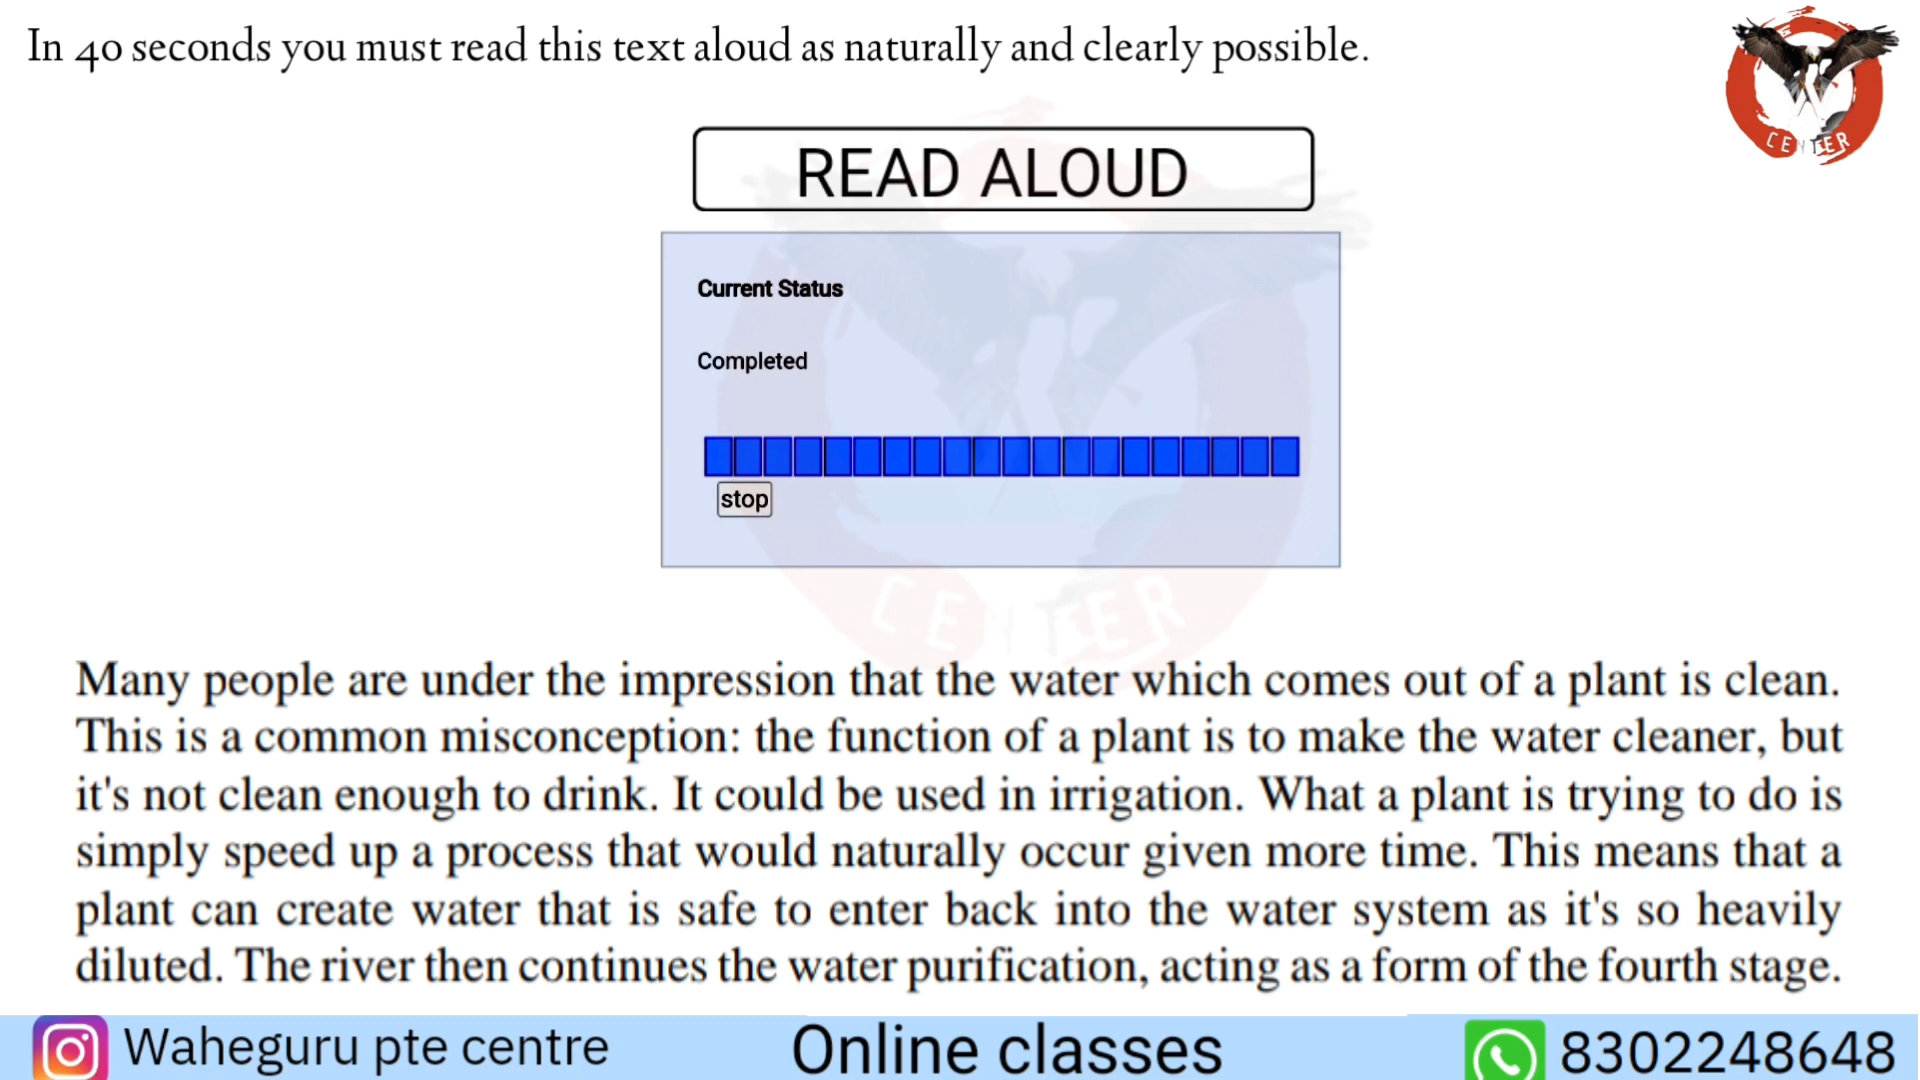 In 40 seconds you must read this text aloud as naturally and clearly possible.
CENTER
READ ALOUD
Current Status
Completed
stop
CENTER
Many people are under the impression that the water which comes out of a plant is clean.
This is a common misconception: the function of a plant is to make the water cleaner, but
it's not clean enough to drink. It could be used in irrigation. What a plant is trying to do is
simply speed up a process that would naturally occur given more time. This means that a
plant can create water that is safe to enter back into the water system as it's so heavily
diluted. The river then continues the water purification, acting as a form of the fourth stage.
Waheguru pte centre
Online classes
8302248648